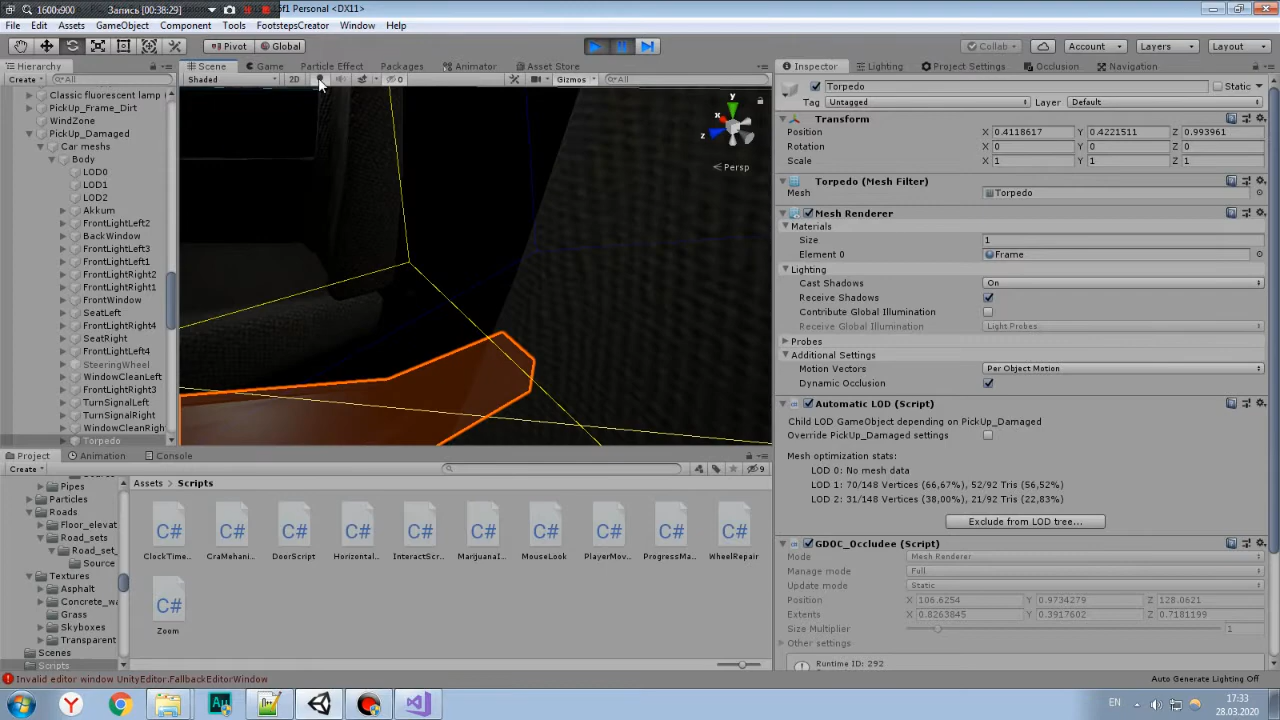 1600x900 Запись [00:38:29] of1 Personal <DX11>
File Edit Assets GameObject Component Tools FootstepsCreator Window Help
Pivot Global Collab Account Layers Layout
Hierarchy Scene Game Particle Effect Packages Animator Asset Store Inspector Lighting Project Settings Occlusion Navigation
Create All Shaded 2D 0 Gizmos All Torpedo Static
Classic fluorescent lamp
PickUp_Frame_Dirt
WindZone
PickUp_Damaged
Car meshs
Body
LOD0
LOD1
LOD2
Akkum
FrontLightLeft2
BackWindow
FrontLightLeft3
FrontLightLeft1
FrontLightRight2
FrontLightRight1
FrontWindow
SeatLeft
FrontLightRight4
SeatRight
FrontLightLeft4
SteeringWheel
WindowCleanLeft
FrontLightRight3
TurnSignalLeft
TurnSignalRight
WindowCleanRigh
Torpedo
y
x
z
< Persp
Tag Untagged Layer Default
Transform
Position X 0.4118617 Y 0.4221511 Z 0.993961
Rotation X 0 Y 0 Z 0
Scale X 1 Y 1 Z 1
Torpedo (Mesh Filter)
Mesh Torpedo
Mesh Renderer
Materials
Size 1
Element 0 Frame
Lighting
Cast Shadows On
Receive Shadows
Contribute Global Illumination
Receive Global Illumination Light Probes
Probes
Additional Settings
Motion Vectors Per Object Motion
Dynamic Occlusion
Automatic LOD (Script)
Child LOD GameObject depending on PickUp_Damaged
Override PickUp_Damaged settings
Mesh optimization stats:
LOD 0: No mesh data
LOD 1: 70/148 Vertices (66,67%), 52/92 Tris (56,52%)
LOD 2: 31/148 Vertices (38,00%), 21/92 Tris (22,83%)
Exclude from LOD tree...
GDOC_Occludee (Script)
Mode Mesh Renderer
Manage mode Full
Update mode Static
Position X 106.6254 Y 0.9734279 Z 128.0621
Extents X 0.8263845 Y 0.3917602 Z 0.7181199
Size Multiplier 1
Other settings
Runtime ID: 292
Project Animation Console
Create 9
Pipes
Particles
Roads
Floor_elevat
Road_sets
Road_set_
Source
Textures
Asphalt
Concrete_wa
Grass
Skyboxes
Transparent
Scenes
Scripts
Assets > Scripts
C# C# C# C# C# C# C# C# C# C#
ClockTime... CraMehani... DoorScript Horizontal... InteractScr... MarijuanaI... MouseLook PlayerMov... ProgressMa... WheelRepair
C#
Zoom
Invalid editor window UnityEditor.FallbackEditorWindow Auto Generate Lighting Off
Y Au EN 17:33
28.03.2020